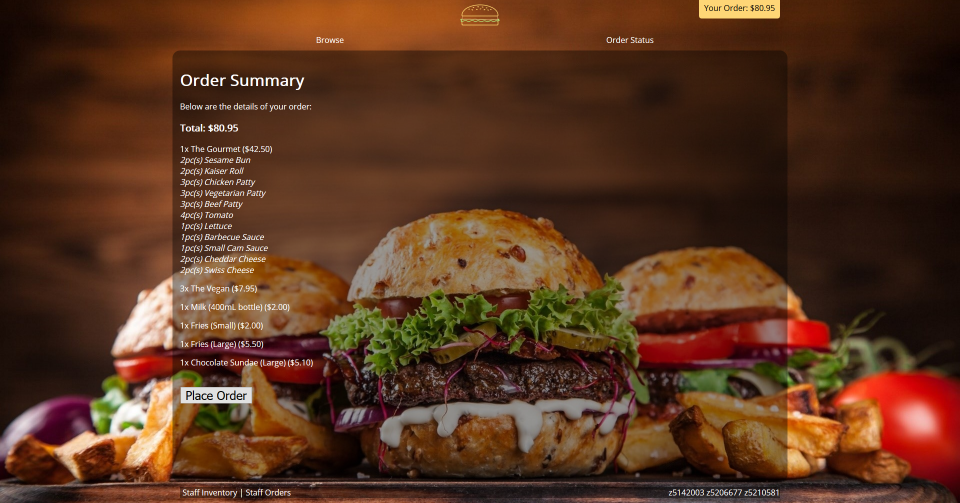 Your Order: $80.95
Browse
Order Status
Order Summary
Below are the details of your order:
Total: $80.95
1x The Gourmet ($42.50)
2pc(s) Sesame Bun
2pc(s) Kaiser Roll
3pc(s) Chicken Patty
3pc(s) Vegetarian Patty
3pc(s) Beef Patty
4pc(s) Tomato
1pc(s) Lettuce
1pc(s) Barbecue Sauce
1pc(s) Small Cam Sauce
2pc(s) Cheddar Cheese
2pc(s) Swiss Cheese
3x The Vegan ($7.95)
1x Milk (400mL bottle) ($2.00)
1x Fries (Small) ($2.00)
1x Fries (Large) ($5.50)
1x Chocolate Sundae (Large) ($5.10)
Place Order
Staff Inventory | Staff Orders
z5142003 z5206677 z5210581